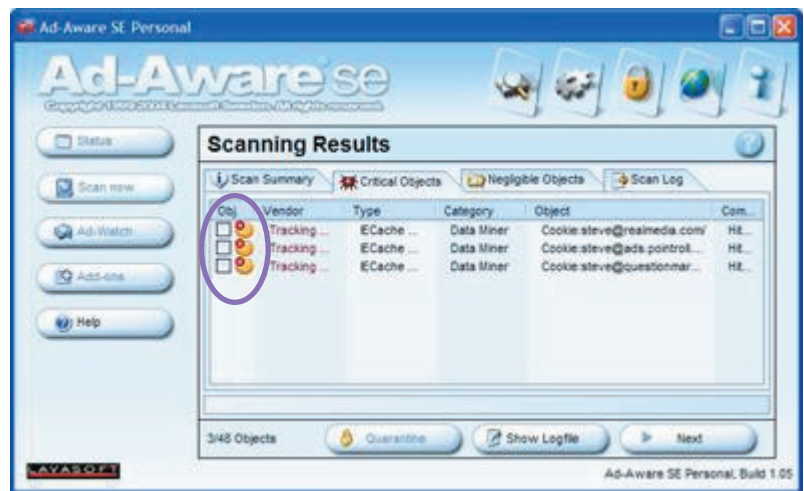 Ad-Aware SE Personal
Ad-Aware se
Status
Scan now
Ad-Watch
Add-ons
Help
Scanning Results
Scan Summary
Critical Objects
Negligible Objects
Scan Log
Obj. Vendor Type Category Object Com...
Tracking ... IECache ... Data Miner Cookie:steve@realmedia.com/ Hit...
Tracking ... IECache ... Data Miner Cookie:steve@ads.pointroll... Hit...
Tracking ... IECache ... Data Miner Cookie:steve@questionmar... Hit...
3/48 Objects
Quarantine
Show Logfile
Next
LAVASOFT
Ad-Aware SE Personal, Build 1.05